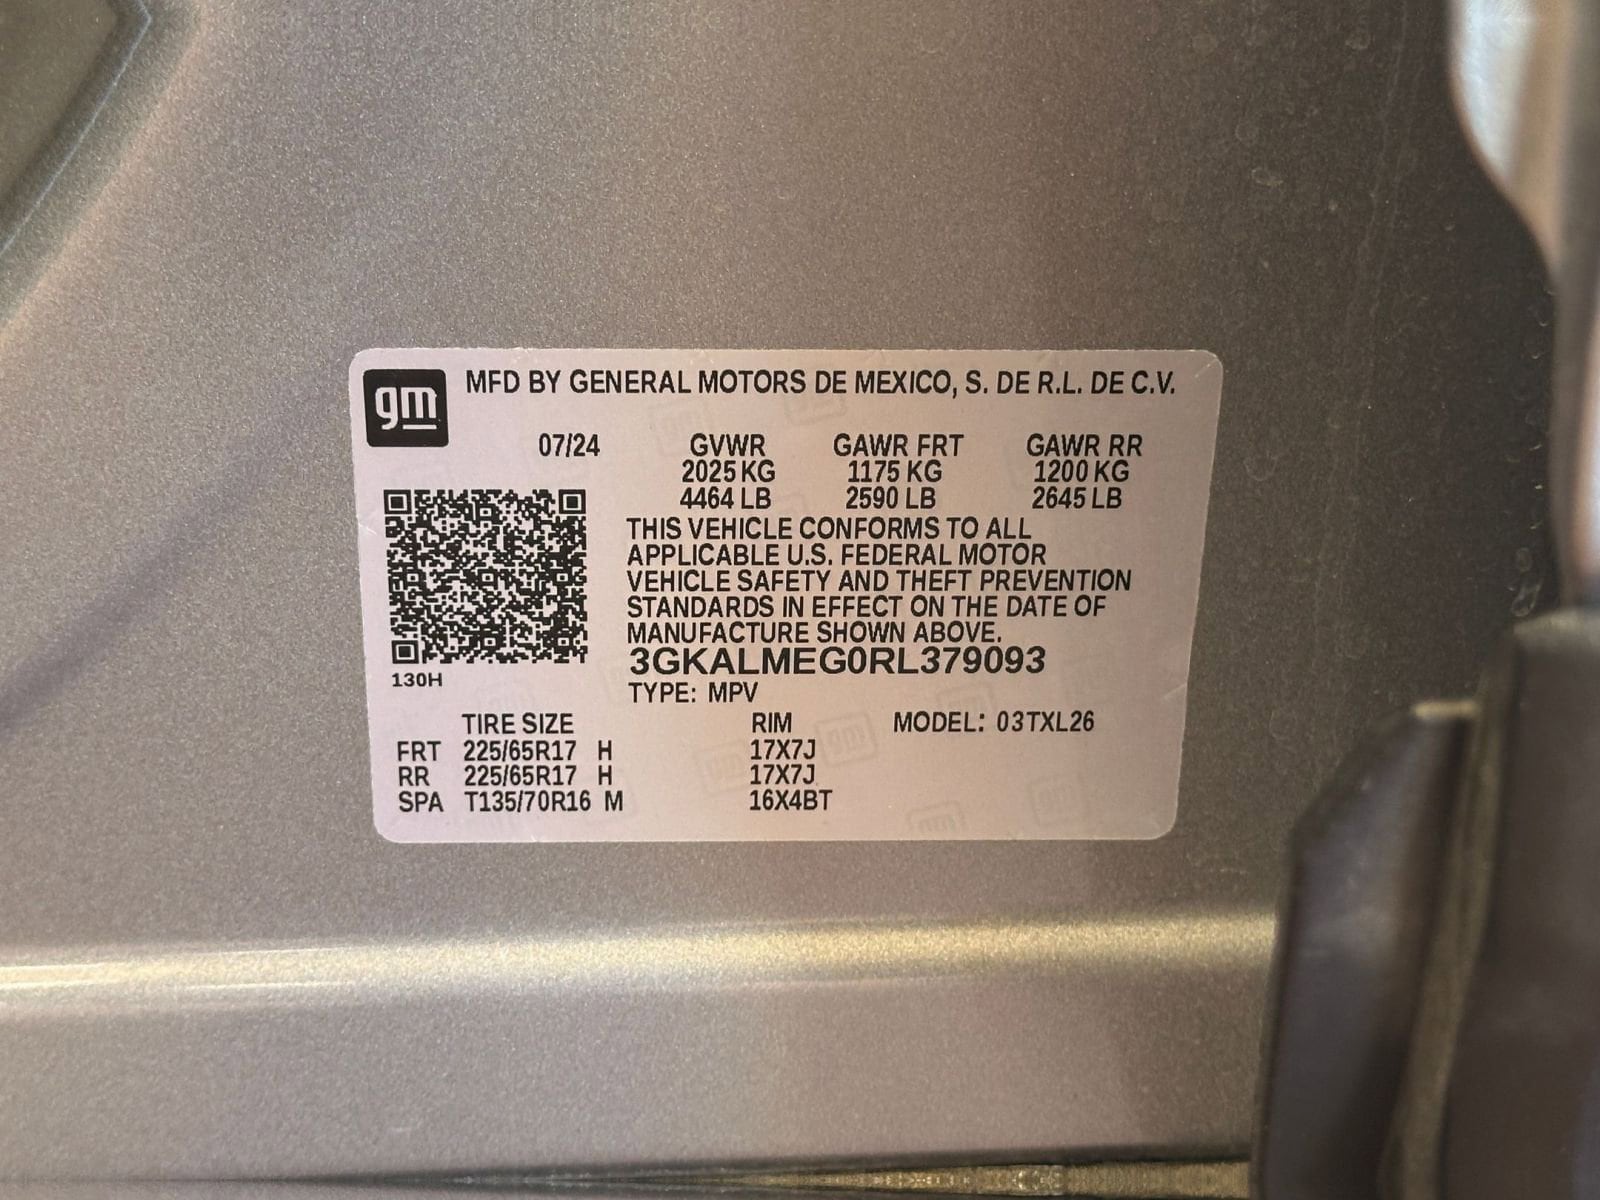 gm MFD BY GENERAL MOTORS DE MEXICO, S. DE R.L. DE C.V.
07/24 GVWR GAWR FRT GAWR RR
2025 KG 1175 KG 1200 KG
4464 LB 2590 LB 2645 LB
THIS VEHICLE CONFORMS TO ALL
APPLICABLE U.S. FEDERAL MOTOR
VEHICLE SAFETY AND THEFT PREVENTION
STANDARDS IN EFFECT ON THE DATE OF
MANUFACTURE SHOWN ABOVE.
3GKALMEG0RL379093
130H
TYPE: MPV
TIRE SIZE RIM MODEL: 03TXL26
FRT 225/65R17 H 17X7J
RR 225/65R17 H 17X7J
SPA T135/70R16 M 16X4BT